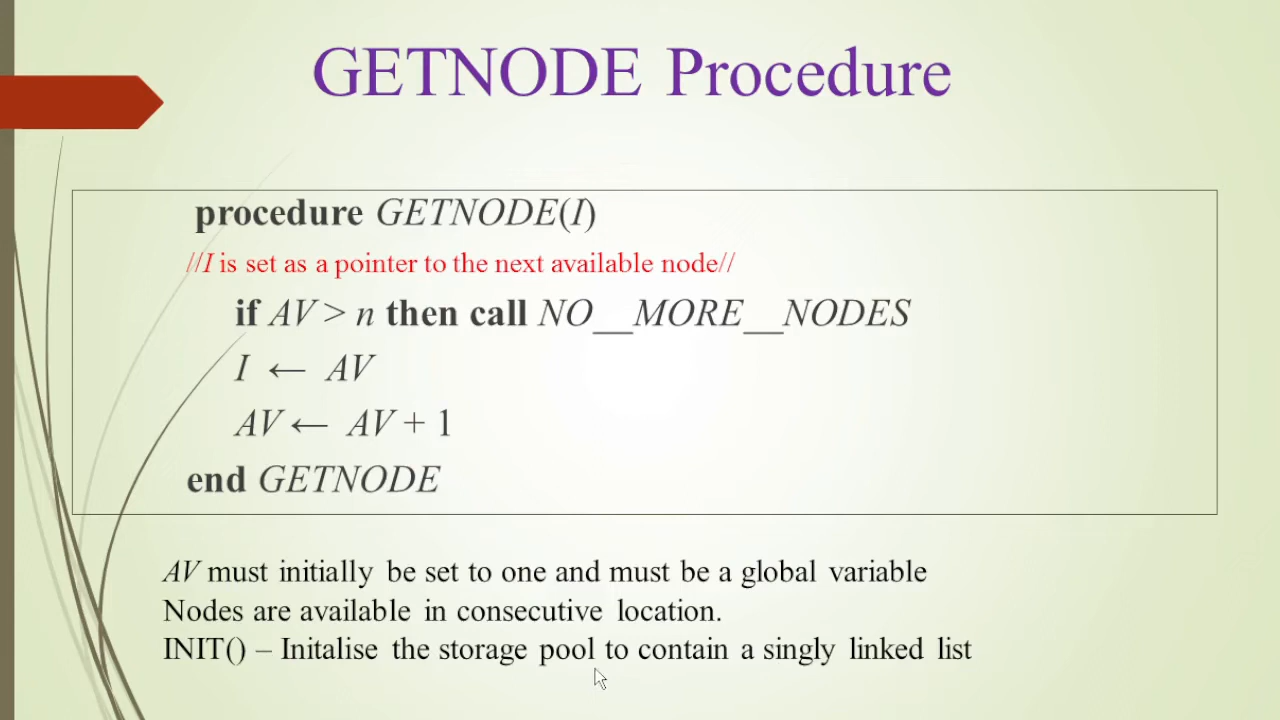 GETNODE Procedure
procedure GETNODE(I)
//I is set as a pointer to the next available node//
if AV > n then call NO__MORE__NODES
I ← AV
AV ← AV + 1
end GETNODE
AV must initially be set to one and must be a global variable
Nodes are available in consecutive location.
INIT() – Initalise the storage pool to contain a singly linked list